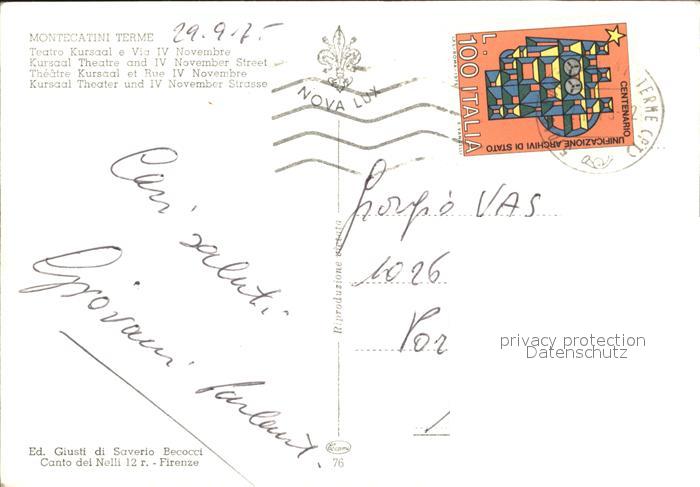 MONTECATINI TERME 29.9.75
Teatro Kursaal e Via IV Novembre
Kursaal Theatre and IV November Street
Théâtre Kursaal et Rue IV Novembre
Kursaal Theater und IV November Strasse
NOVA LUX
L. 100 ITALIA
CENTENARIO
UNIFICAZIONE ARCHIVI DI STATO
TERME
Cari saluti
Giovanni
Giorgio VAS
1026
Tor
Riproduzione vietata
privacy protection
Datenschutz
Ed. Giusti di Saverio Becocci
Canto dei Nelli 12 r. - Firenze
76